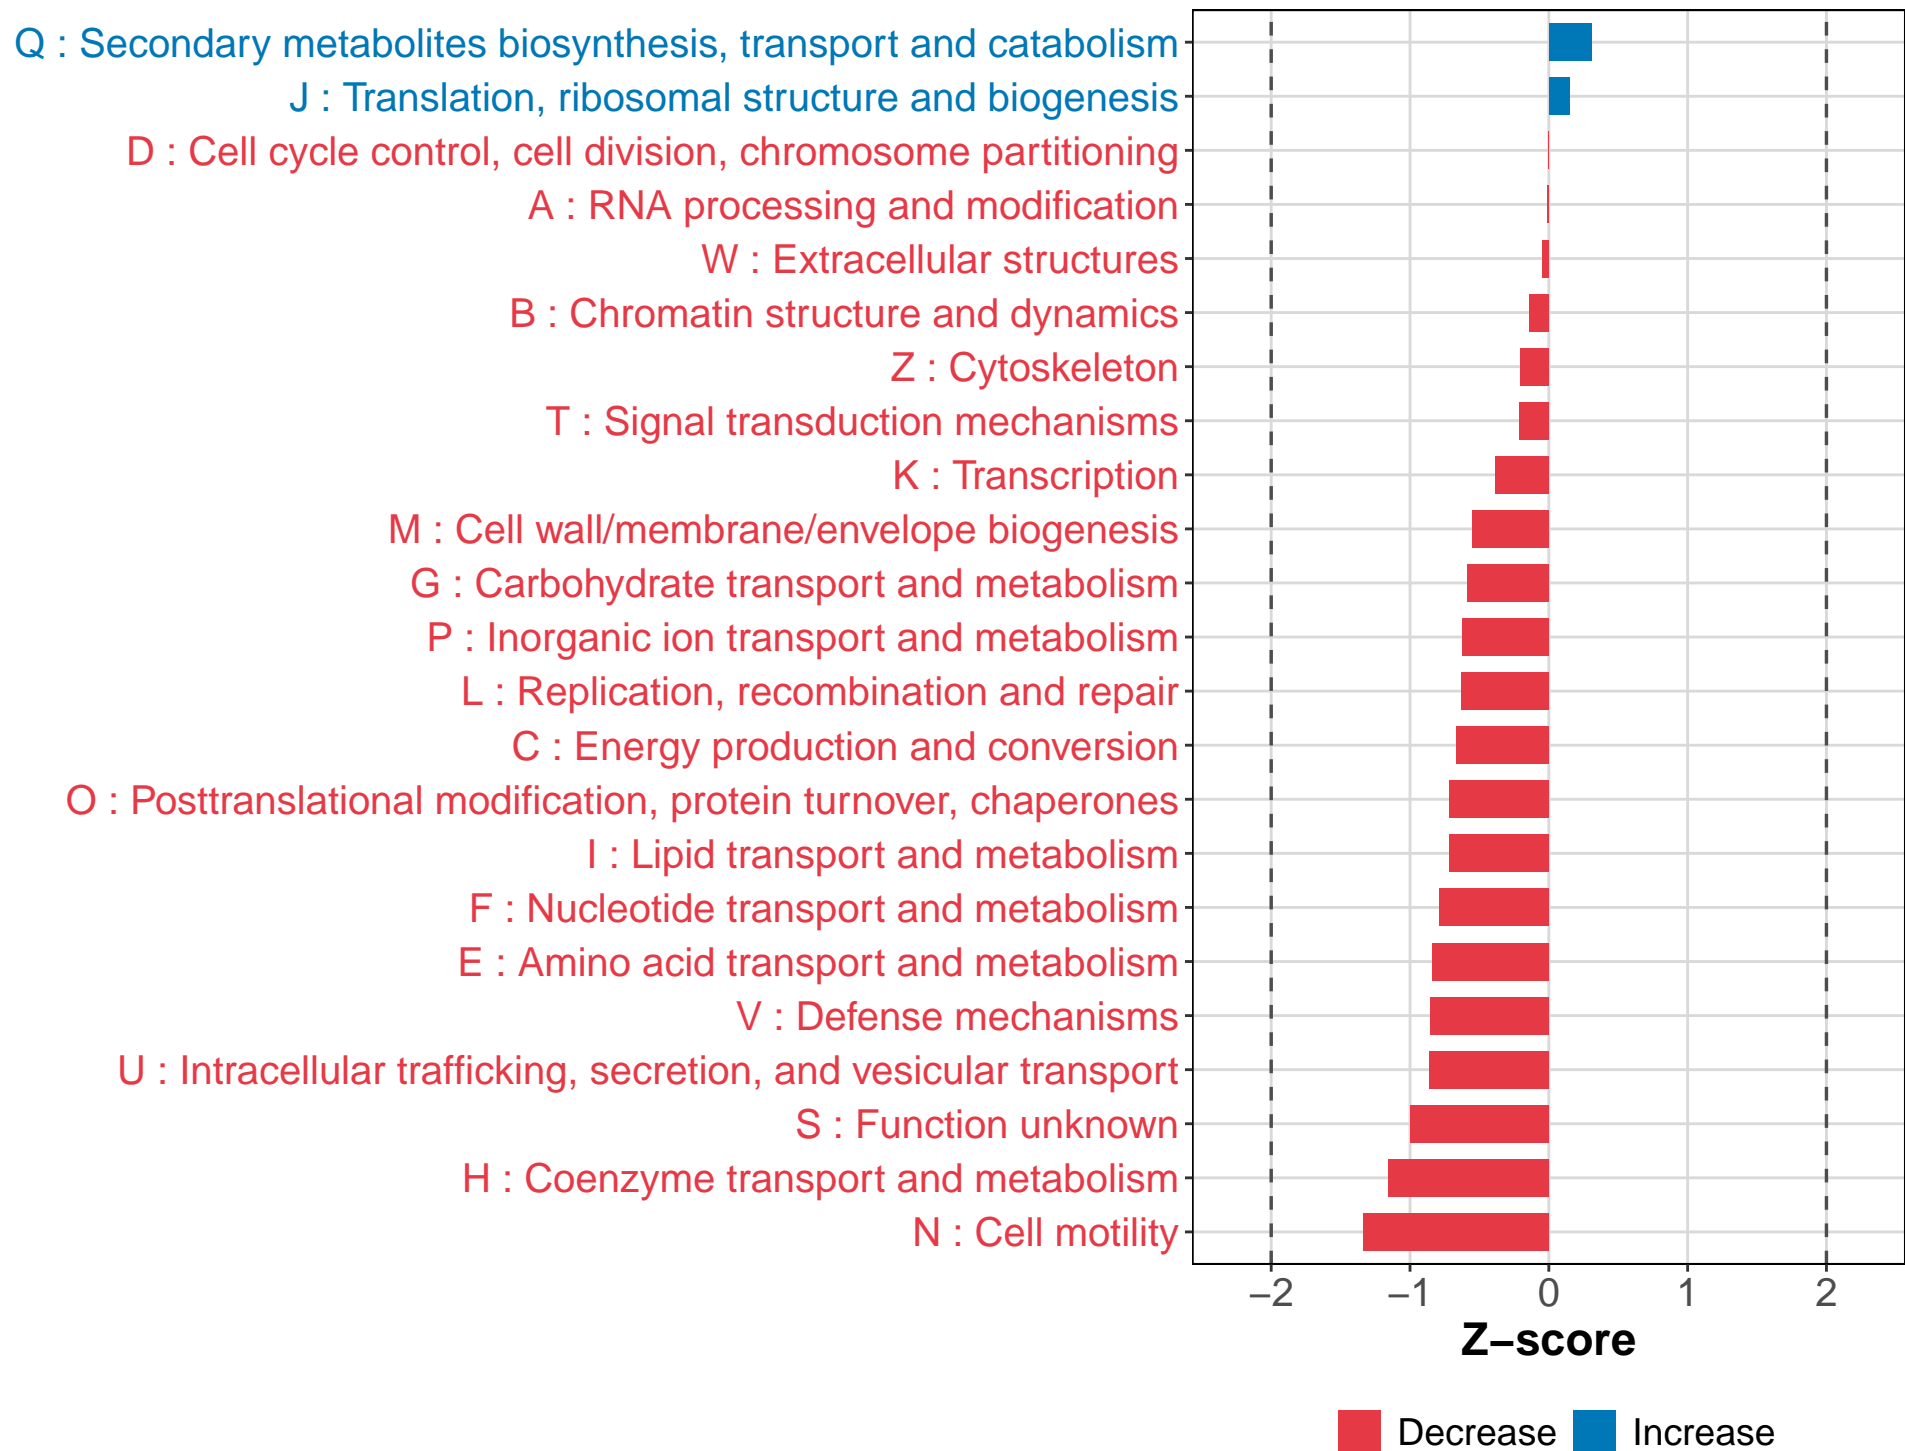 Q : Secondary metabolites biosynthesis, transport and catabolism
J : Translation, ribosomal structure and biogenesis
D : Cell cycle control, cell division, chromosome partitioning
A : RNA processing and modification
W : Extracellular structures
B : Chromatin structure and dynamics
Z : Cytoskeleton
T : Signal transduction mechanisms
K : Transcription
M : Cell wall/membrane/envelope biogenesis
G : Carbohydrate transport and metabolism
P : Inorganic ion transport and metabolism
L : Replication, recombination and repair
C : Energy production and conversion
O : Posttranslational modification, protein turnover, chaperones
I : Lipid transport and metabolism
F : Nucleotide transport and metabolism
E : Amino acid transport and metabolism
V : Defense mechanisms
U : Intracellular trafficking, secretion, and vesicular transport
S : Function unknown
H : Coenzyme transport and metabolism
N : Cell motility
−2 −1 0 1 2
Z−score
Decrease Increase